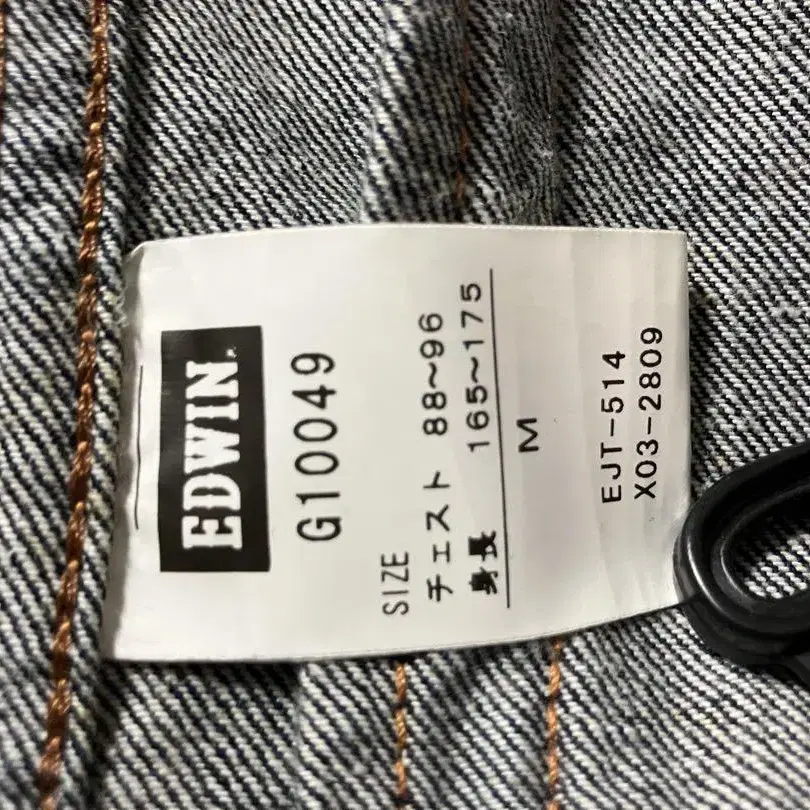 EDWIN.
G10049
SIZE
チェスト 88~96
身長 165~175
M
EJT-514
X03-2809